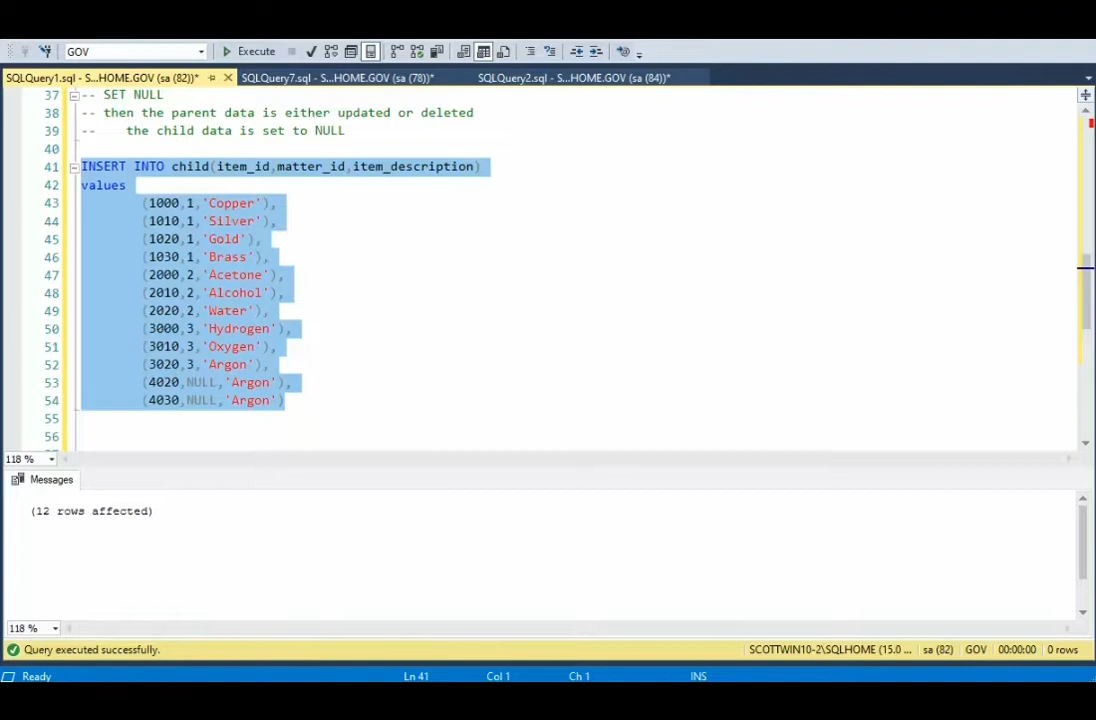 GOV Execute
SQLQuery1.sql - S...HOME.GOV (sa (82))* SQLQuery7.sql - S...HOME.GOV (sa (78))* SQLQuery2.sql - S...HOME.GOV (sa (84))*
37 -- SET NULL
38 -- then the parent data is either updated or deleted
39 -- the child data is set to NULL
40
41 INSERT INTO child(item_id,matter_id,item_description)
42 values
43 (1000,1,'Copper'),
44 (1010,1,'Silver'),
45 (1020,1,'Gold'),
46 (1030,1,'Brass'),
47 (2000,2,'Acetone'),
48 (2010,2,'Alcohol'),
49 (2020,2,'Water'),
50 (3000,3,'Hydrogen'),
51 (3010,3,'Oxygen'),
52 (3020,3,'Argon'),
53 (4020,NULL,'Argon'),
54 (4030,NULL,'Argon')
55
56
118 %
Messages
(12 rows affected)
118 %
Query executed successfully. SCOTTWIN10-2\SQLHOME (15.0 ... sa (82) GOV 00:00:00 0 rows
Ready Ln 41 Col 1 Ch 1 INS